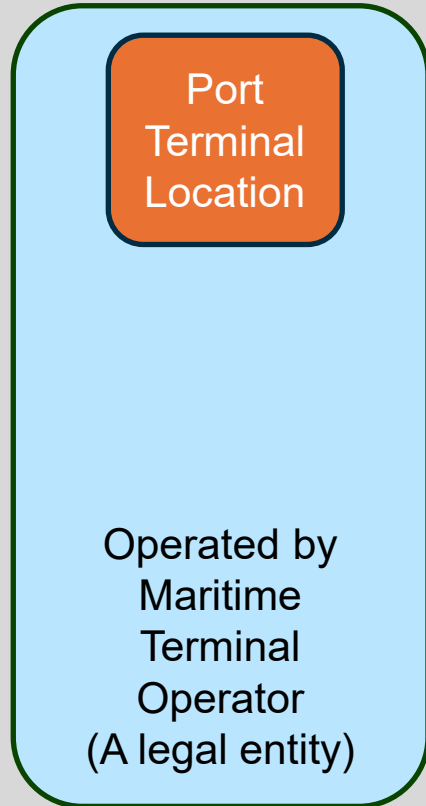 Port
Terminal
Location
Operated by
Maritime
Terminal
Operator
(A legal entity)